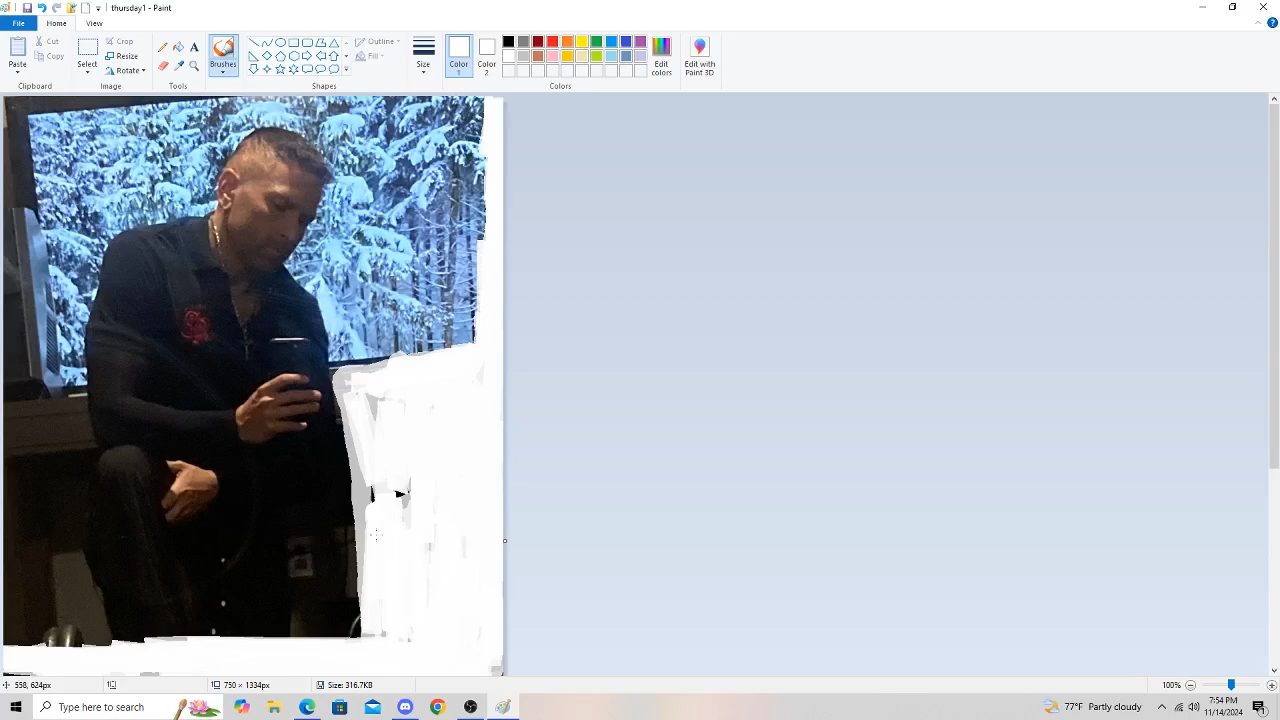 thursday1 - Paint
File Home View
Paste
Cut
Copy
Clipboard
Select
Crop
Resize
Rotate
Image
A
Tools
Brushes
Outline
Fill
Shapes
Size
Color 1
Color 2
Edit colors
Colors
Edit with Paint 3D
558, 624px
750 × 1334px
Size: 316.7KB
100%
Type here to search
77°F Partly cloudy
7:54 PM
11/14/2024
1